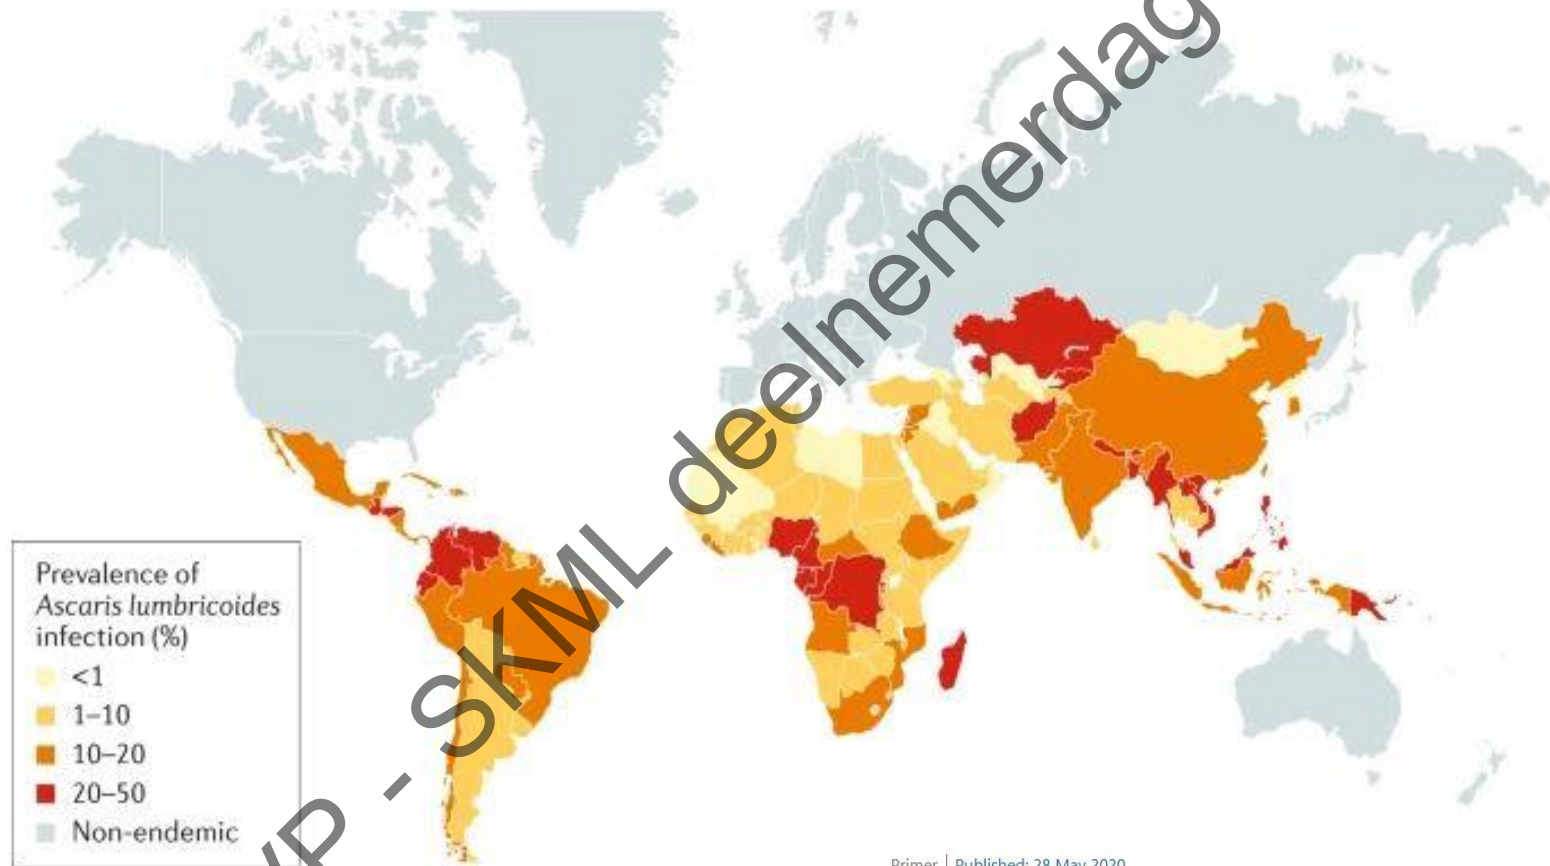 Prevalence of
Ascaris lumbricoides
infection (%)
<1
1–10
10–20
20–50
Non-endemic
- SKML deelnemerdag
Primer | Published: 28 May 2020